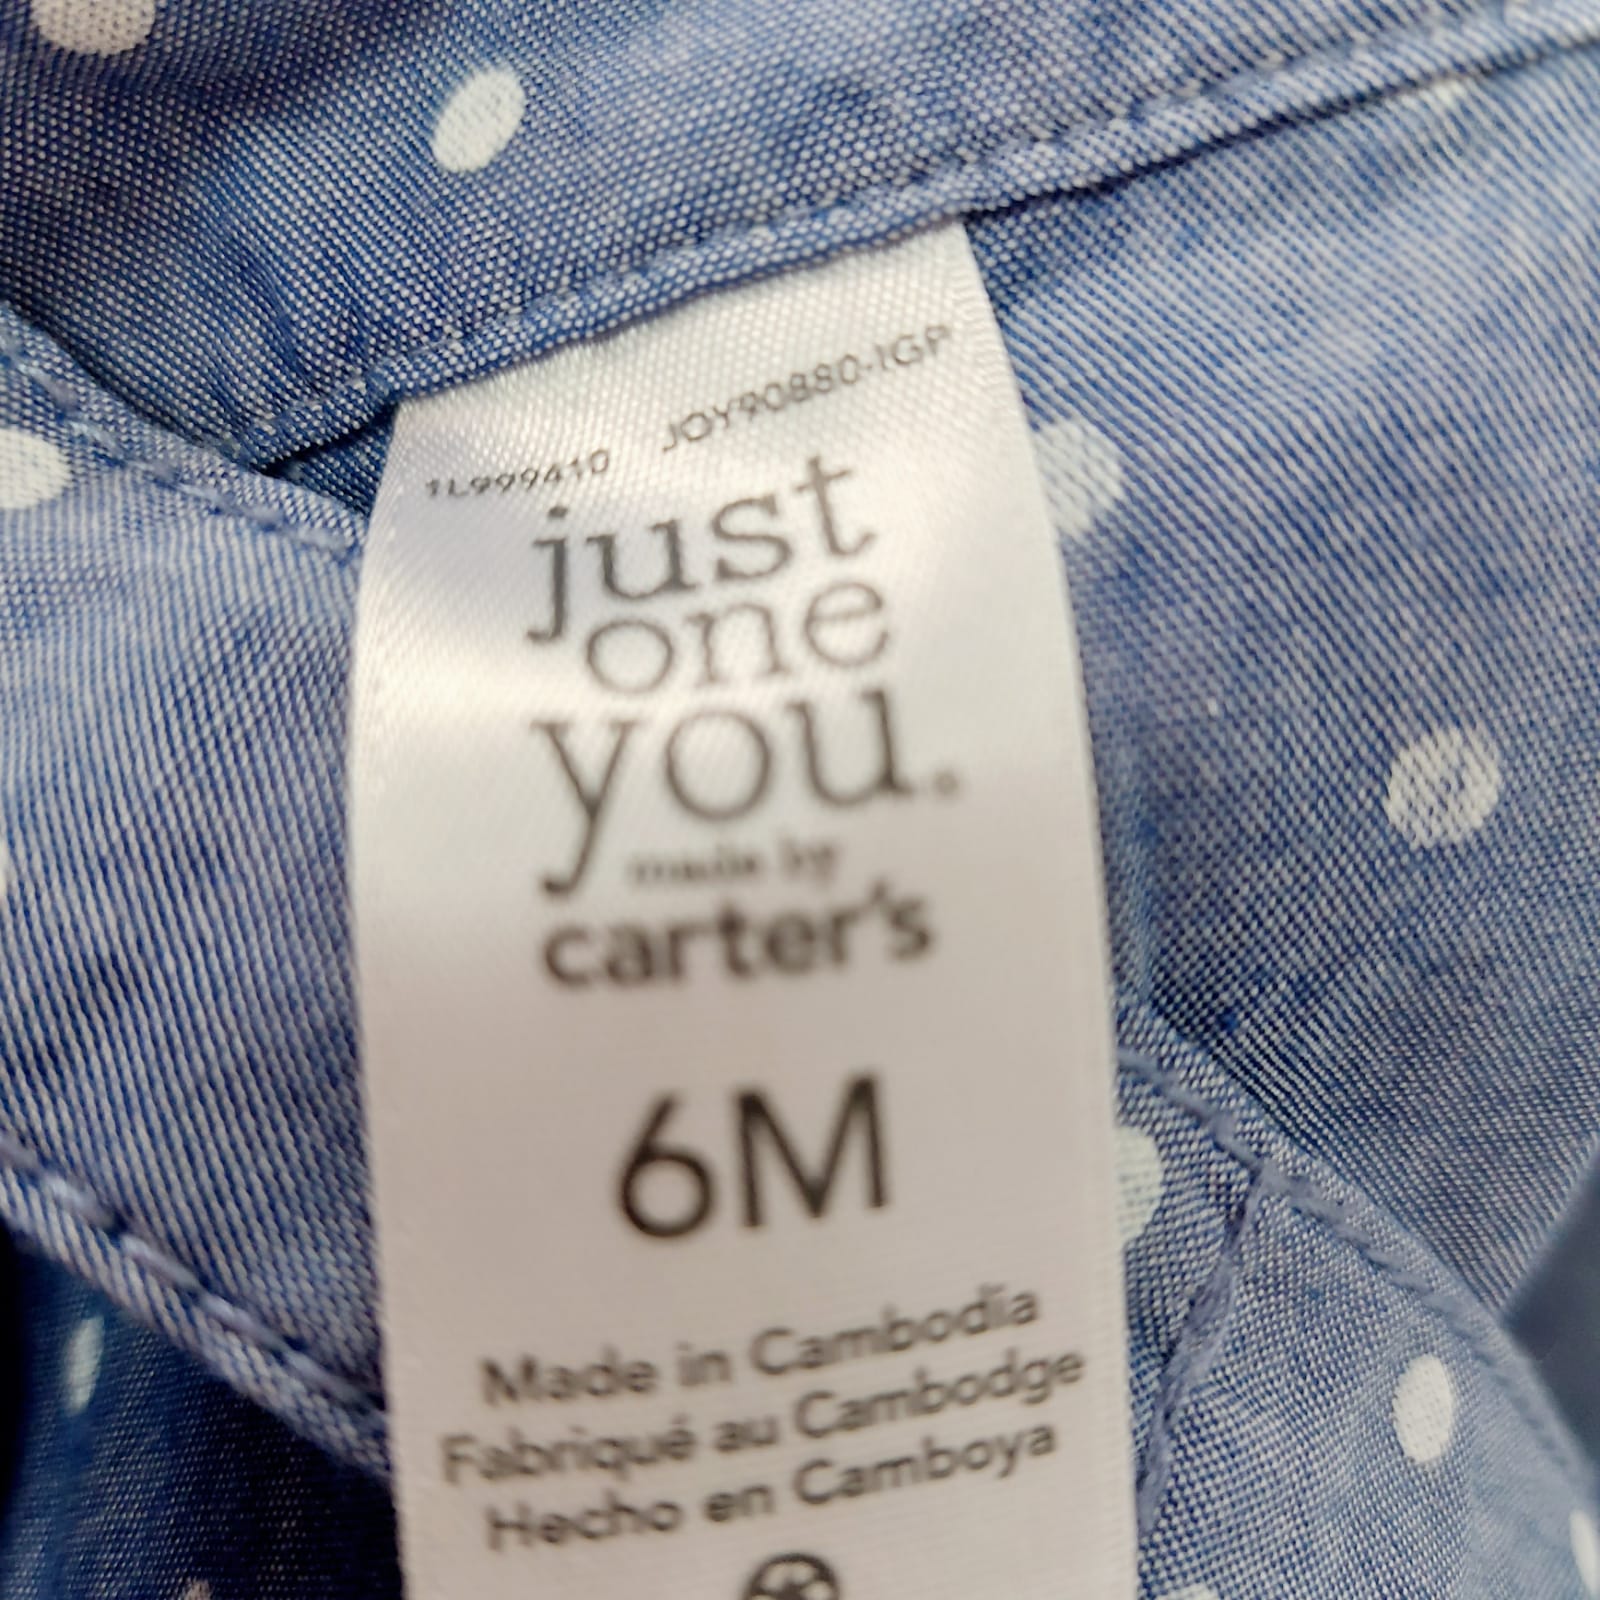 1L999410 JOY90880-IGP
just
one
you.
made by
carter's
6M
Made in Cambodia
Fabriqué au Cambodge
Hecho en Camboya